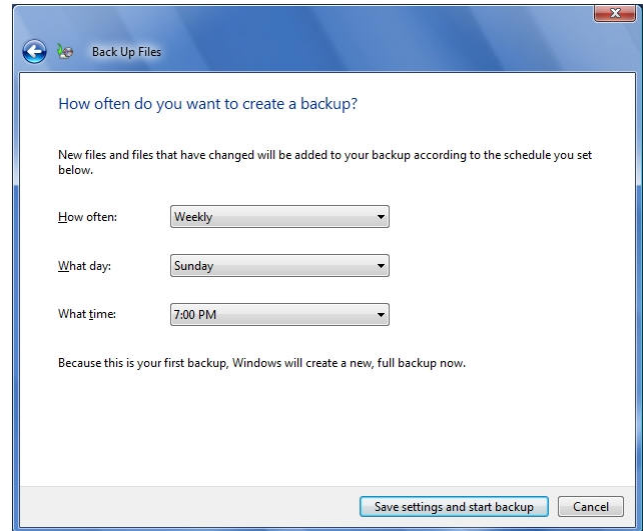 Back Up Files
How often do you want to create a backup?
New files and files that have changed will be added to your backup according to the schedule you set
below.
How often: Weekly
What day: Sunday
What time: 7:00 PM
Because this is your first backup, Windows will create a new, full backup now.
Save settings and start backup Cancel